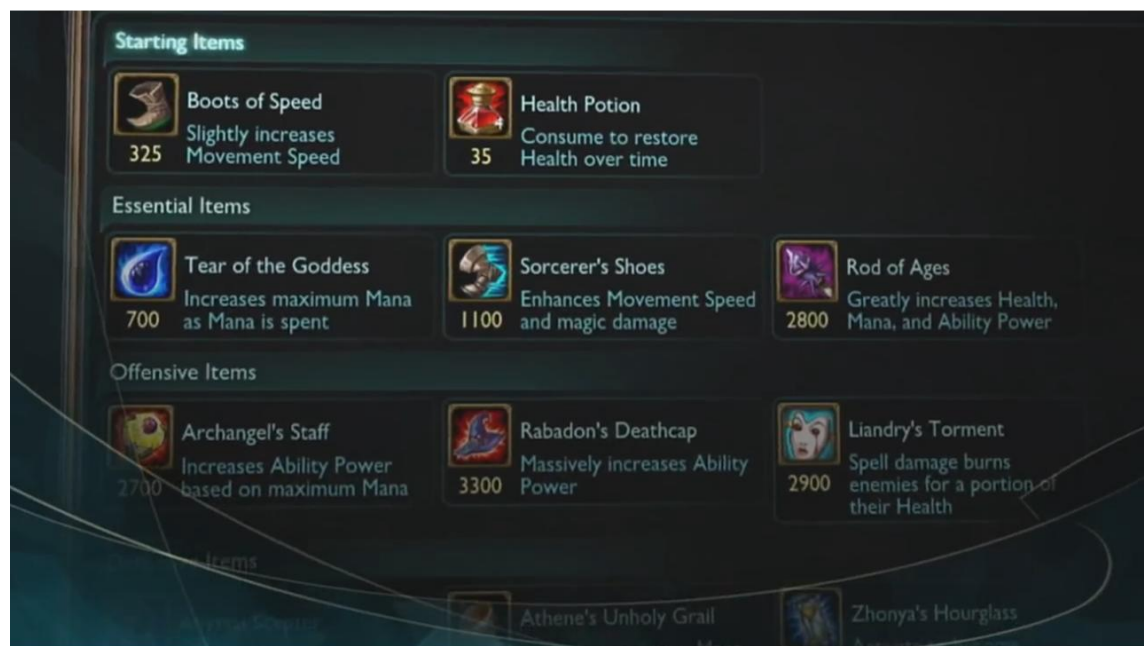 Starting Items
Boots of Speed
Slightly increases
Movement Speed
325
Health Potion
Consume to restore
Health over time
4
35
Essential Items
Tear of the Goddess
Increases maximum Mana
as Mana is spent
700
Sorcerer's Shoes
Enhances Movement Speed
and magic damage
1100
Rod of Ages
Greatly increases Health,
Mana, and Ability Power
2800
Offensive Items
Archangel's Staff
Increases Ability Power
based on maximum Mana
2700
Rabadon's Deathcap
Massively increases Ability
Power
3300
Liandry's Torment
Spell damage burns
enemies for a portion of
their Health
2900
Items
Abyssal Scepter
Athene's Unholy Grail
Zhonya's Hourglass